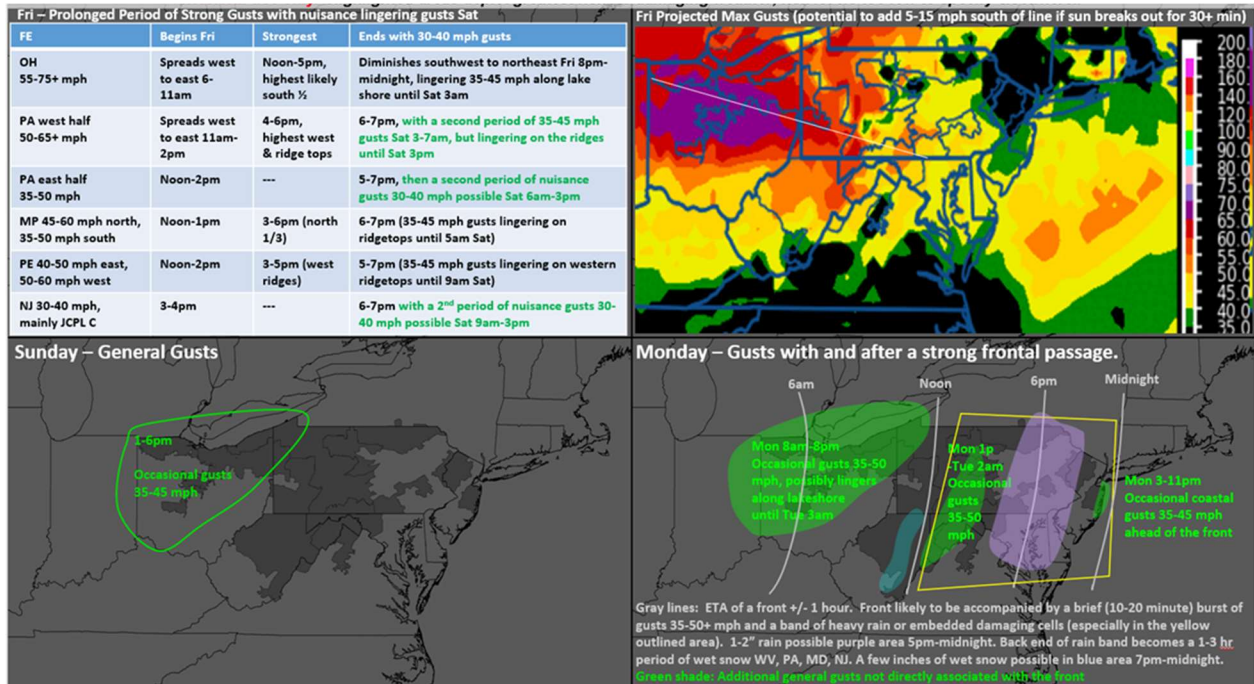 Fri – Prolonged Period of Strong Gusts with nuisance lingering gusts Sat
FE Begins Fri Strongest Ends with 30-40 mph gusts
OH
55-75+ mph
Spreads west
to east 6-
11am
Noon-5pm,
highest likely
south ½
Diminishes southwest to northeast Fri 8pm-
midnight, lingering 35-45 mph along lake
shore until Sat 3am
PA west half
50-65+ mph
Spreads west
to east 11am-
2pm
4-6pm,
highest west
& ridge tops
6-7pm, with a second period of 35-45 mph
gusts Sat 3-7am, but lingering on the ridges
until Sat 3pm
PA east half
35-50 mph
Noon-2pm
---
5-7pm, then a second period of nuisance
gusts 30-40 mph possible Sat 6am-3pm
MP 45-60 mph north,
35-50 mph south
Noon-1pm
3-6pm (north
1/3)
6-7pm (35-45 mph gusts lingering on
ridgetops until 5am Sat)
PE 40-50 mph east,
50-60 mph west
Noon-2pm
3-5pm (west
ridges)
5-7pm (35-45 mph gusts lingering on western
ridgetops until 9am Sat)
NJ 30-40 mph,
mainly JCPL C
3-4pm
---
6-7pm with a 2nd period of nuisance gusts 30-
40 mph possible Sat 9am-3pm
Fri Projected Max Gusts (potential to add 5-15 mph south of line if sun breaks out for 30+ min)
200.
180.
160.
140.
120.
100.
90.0
80.0
75.0
70.0
65.0
60.0
55.0
50.0
45.0
40.0
35.0
Sunday – General Gusts
1-6pm
Occasional gusts
35-45 mph
Monday – Gusts with and after a strong frontal passage.
6am
Noon
6pm
Midnight
Mon 8am-8pm
Occasional gusts 35-50
mph, possibly lingers
along lakeshore
until Tue 3am
Mon 1p
-Tue 2am
Occasional
gusts
35-50
mph
Mon 3-11pm
Occasional coastal
gusts 35-45 mph
ahead of the front
Gray lines: ETA of a front +/- 1 hour. Front likely to be accompanied by a brief (10-20 minute) burst of
gusts 35-50+ mph and a band of heavy rain or embedded damaging cells (especially in the yellow
outlined area). 1-2” rain possible purple area 5pm-midnight. Back end of rain band becomes a 1-3 hr
period of wet snow WV, PA, MD, NJ. A few inches of wet snow possible in blue area 7pm-midnight.
Green shade: Additional general gusts not directly associated with the front